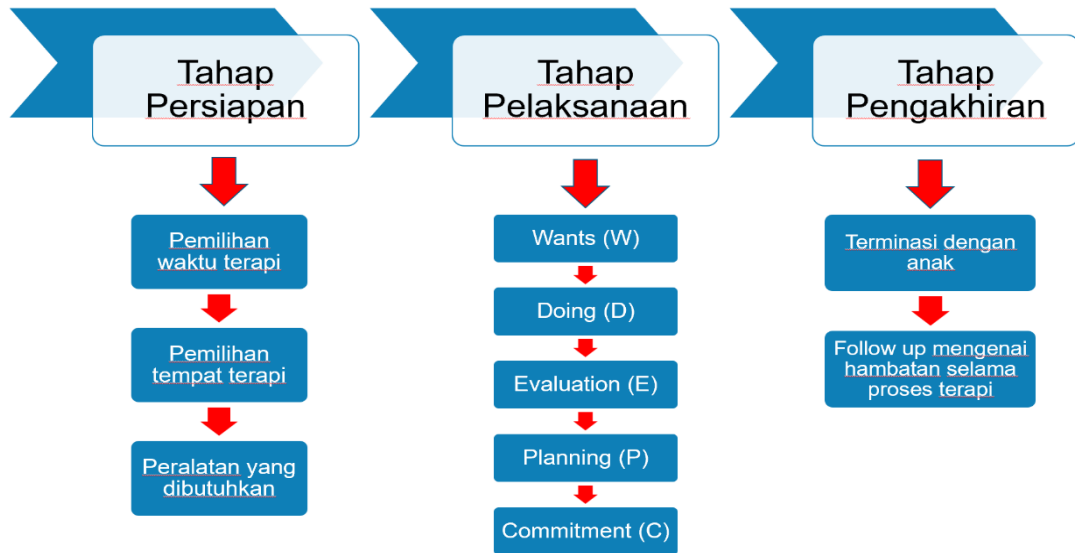 Tahap
Persiapan
Pemilihan
waktu terapi
Pemilihan
tempat terapi
Peralatan yang
dibutuhkan
Tahap
Pelaksanaan
Wants (W)
Doing (D)
Evaluation (E)
Planning (P)
Commitment (C)
Tahap
Pengakhiran
Terminasi dengan
anak
Follow up mengenai
hambatan selama
proses terapi